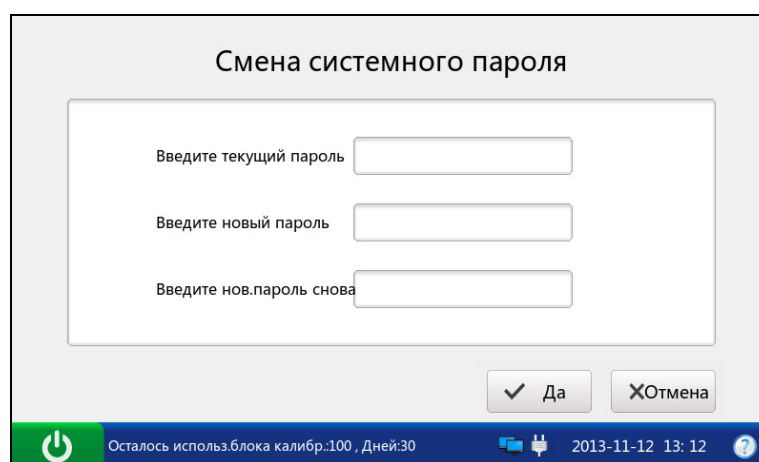 Смена системного пароля
Введите текущий пароль
Введите новый пароль
Введите нов.пароль снова
Да
Отмена
Осталось использ.блока калибр.:100 , Дней:30
2013-11-12 13: 12
?